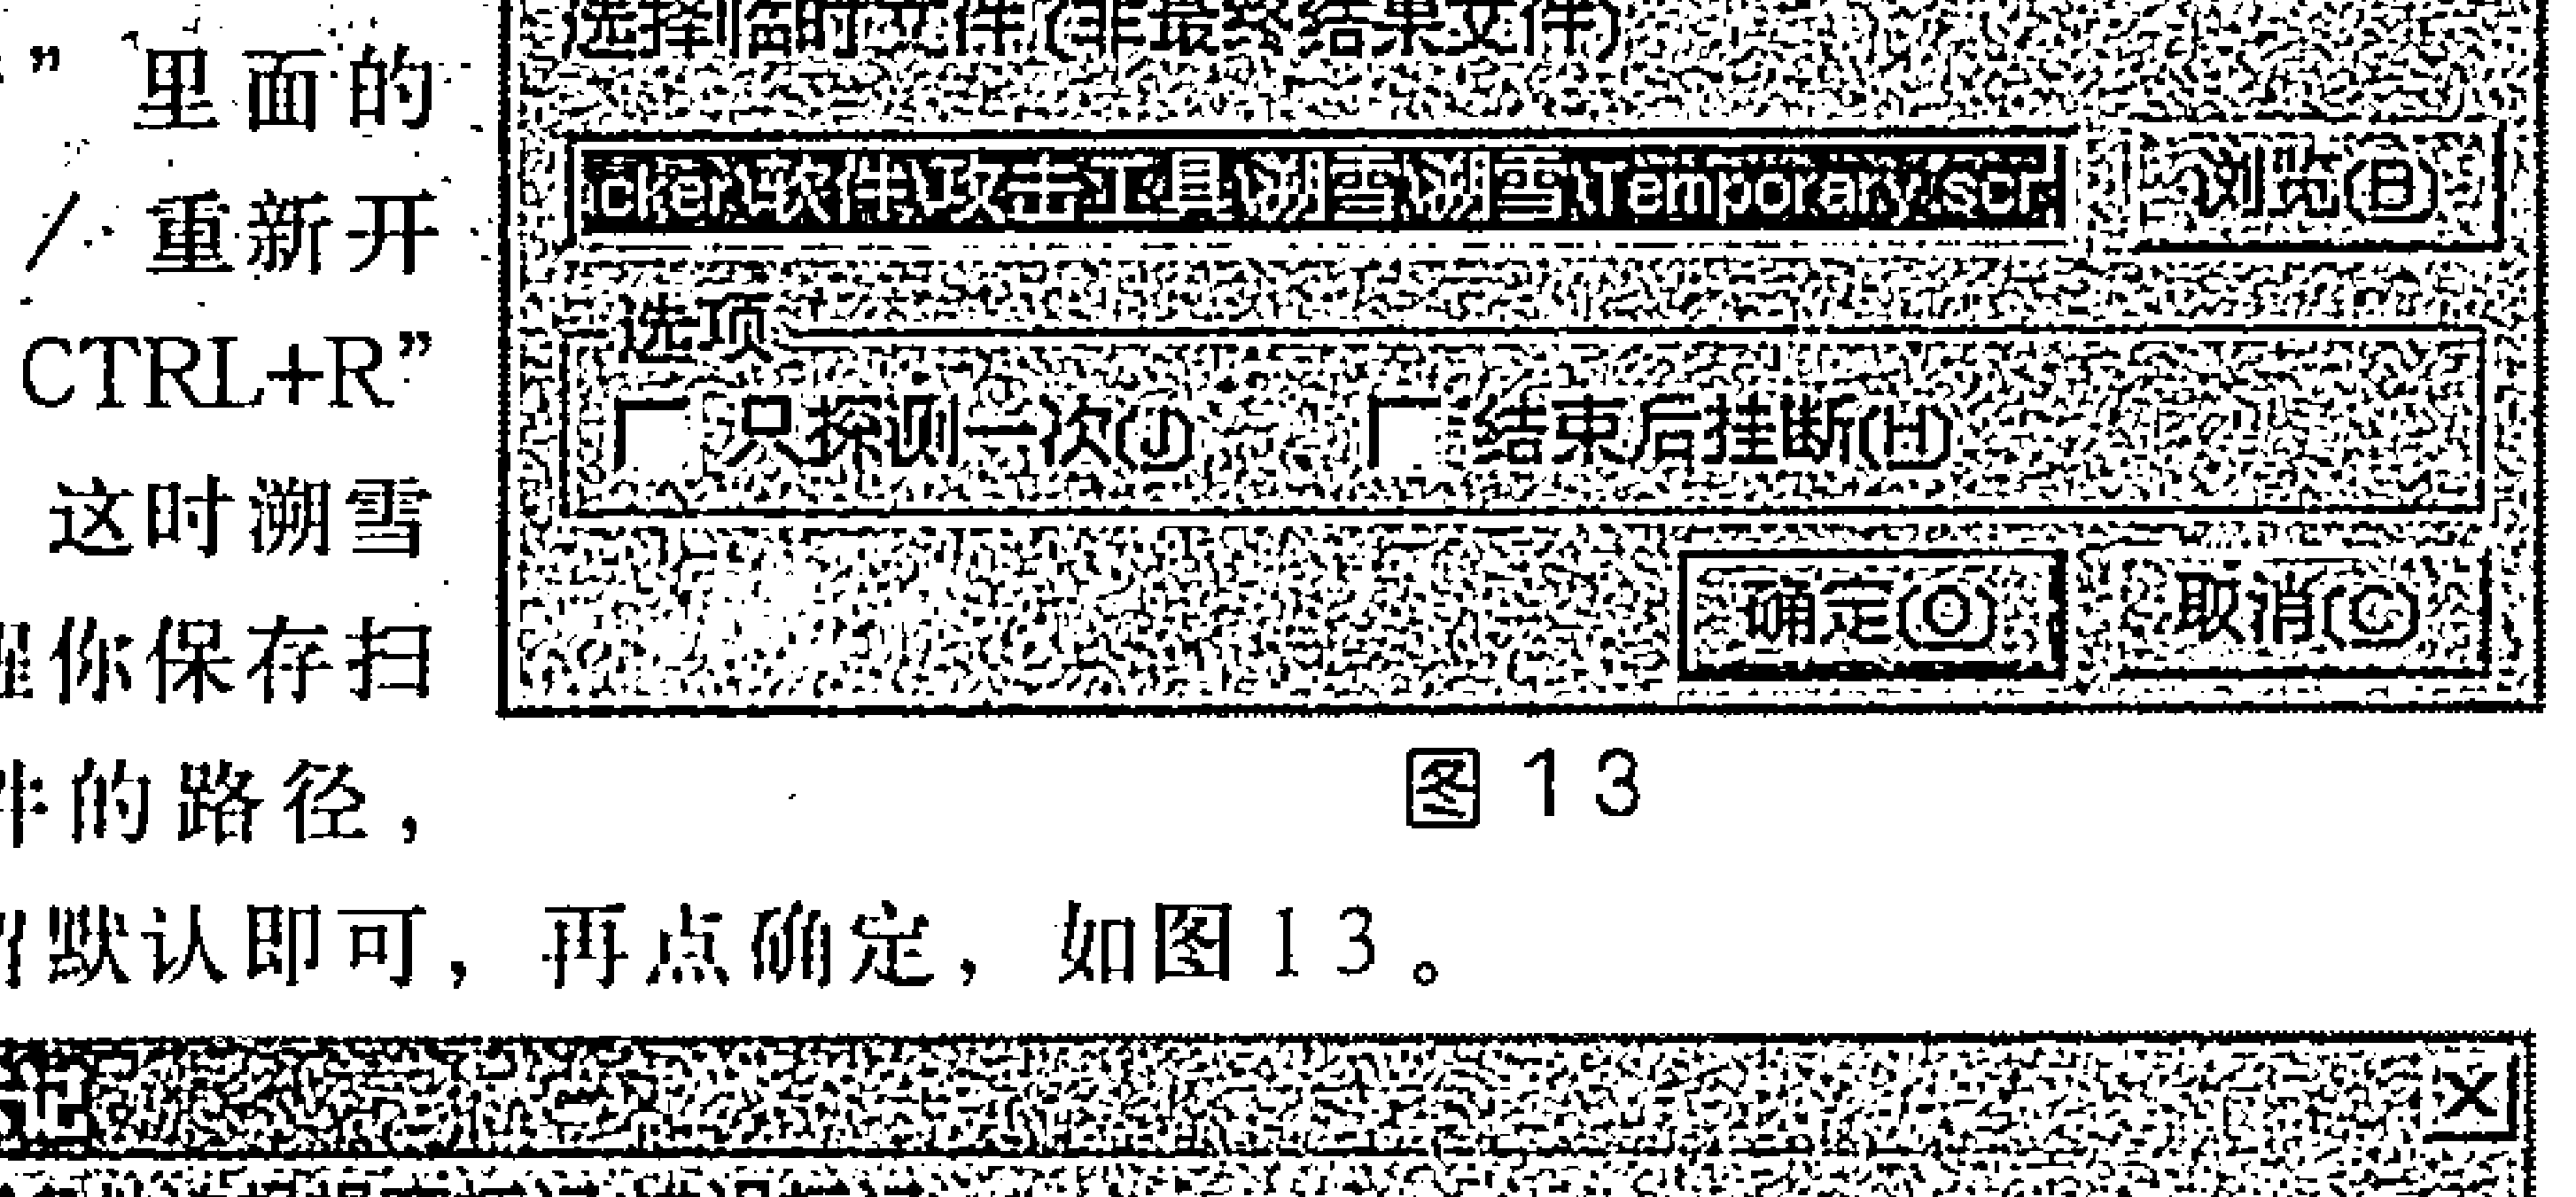 ”里面的
/重新开
CTRL+R”
这时溯雪
你保存扫
的路径，
默认即可，再点确定，如图13。
选择临时文件(非最终结果文件)
cker\软件\攻击工具\溯雪\溯雪\Temporary.scr
浏览(B)
选项
只探测一次(J) 结束后挂断(H)
确定(O) 取消(C)
图13